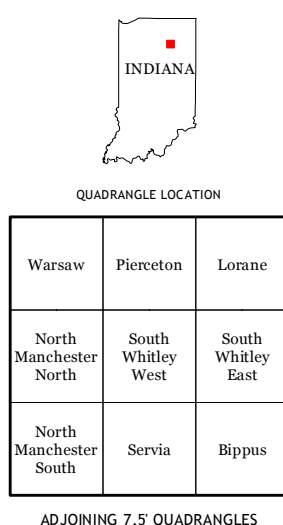 INDIANA
QUADRANGLE LOCATION
Warsaw
Pierceton
Lorane
North
Manchester
North
South
Whitley
West
South
Whitley
East
North
Manchester
South
Servia
Bippus
ADJOINING 7.5' QUADRANGLES